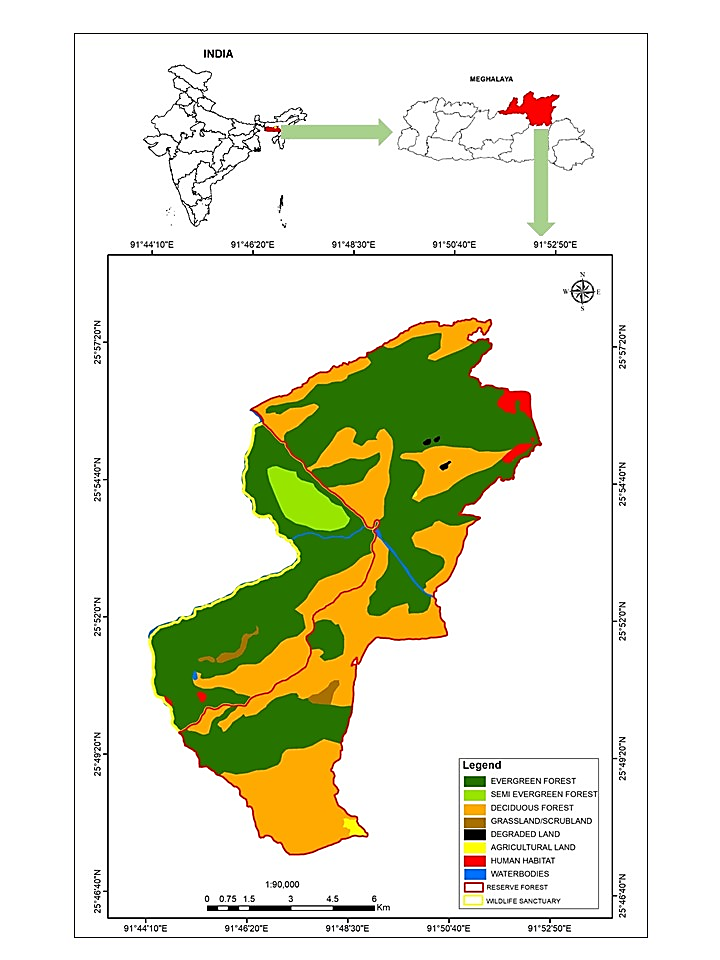 INDIA
MEGHALAYA
91°44'10"E 91°46'20"E 91°48'30"E 91°50'40"E 91°52'50"E
N
W E
S
25°57'20"N 25°57'20"N
25°54'40"N 25°54'40"N
25°52'0"N 25°52'0"N
25°49'20"N 25°49'20"N
25°46'40"N 25°46'40"N
Legend
EVERGREEN FOREST
SEMI EVERGREEN FOREST
DECIDUOUS FOREST
GRASSLAND/SCRUBLAND
DEGRADED LAND
AGRICULTURAL LAND
HUMAN HABITAT
WATERBODIES
RESERVE FOREST
WILDLIFE SANCTUARY
1:90,000
0 0.75 1.5 3 4.5 6
Km
91°44'10"E 91°46'20"E 91°48'30"E 91°50'40"E 91°52'50"E